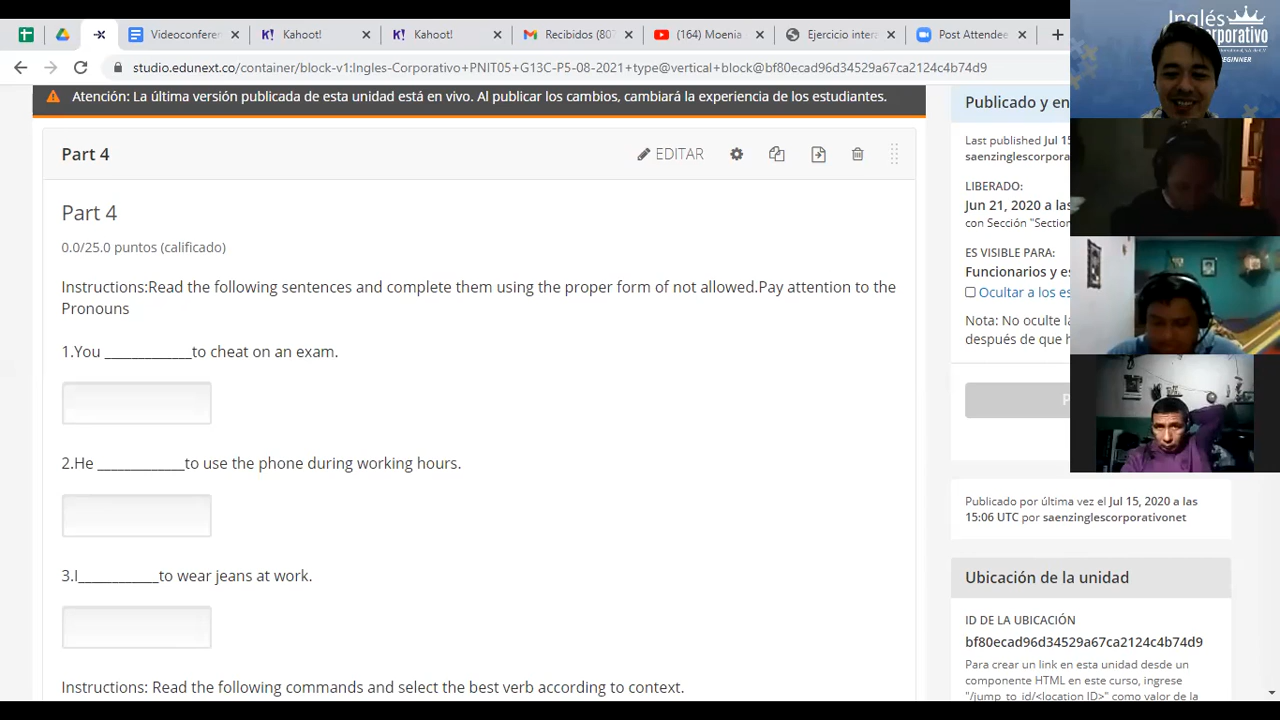 Videoconfere
Kahoot!
Kahoot!
Recibidos (80
(164) Moenia
Ejercicio inter
Post Attendee
studio.edunext.co/container/block-v1:Ingles-Corporativo+PNIT05+CISC-P5-08-2021+type@vertical+block@bf80ecad96d34529a67ca2124c4b74d9
Inglés
Corporativo
BEGINNER
Atención: La última versión publicada de esta unidad está en vivo. Al publicar los cambios, cambiará la experiencia de los estudiantes.
Part 4
EDITAR
Part 4
0.0/25.0 puntos (calificado)
Instructions:Read the following sentences and complete them using the proper form of not allowed.Pay attention to the
Pronouns
1.You _____________to cheat on an exam.
2.He _____________to use the phone during working hours.
3.I____________to wear jeans at work.
Instructions: Read the following commands and select the best verb according to context.
Publicado y en
Last published Jul 15
saenzinglescorpora
LIBERADO:
Jun 21, 2020 a las
con Sección "Section
ES VISIBLE PARA:
Funcionarios y es
Ocultar a los es
Nota: No oculte la
después de que h
P
Publicado por última vez el Jul 15, 2020 a las
15:06 UTC por saenzinglescorporativonet
Ubicación de la unidad
ID DE LA UBICACIÓN
bf80ecad96d34529a67ca2124c4b74d9
Para crear un link en esta unidad desde un
componente HTML en este curso, ingrese
"/jump_to_id/<location ID>" como valor de la